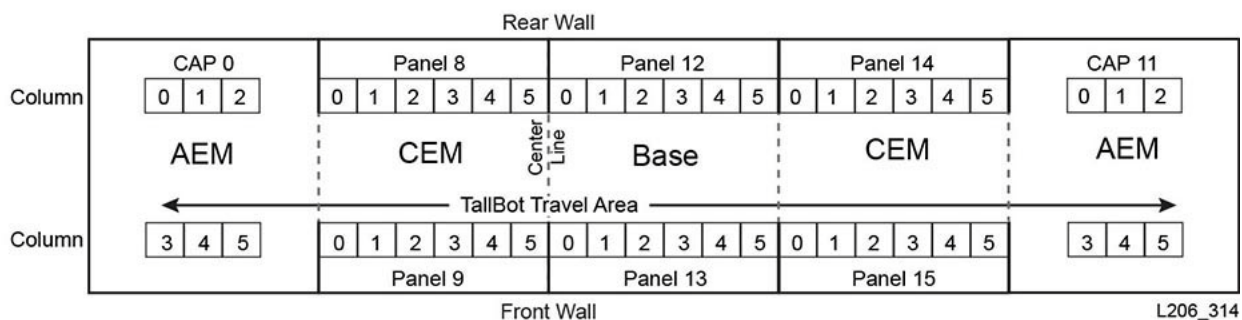 Rear Wall
CAP 0 Panel 8 Panel 12 Panel 14 CAP 11
Column 0 1 2 0 1 2 3 4 5 0 1 2 3 4 5 0 1 2 3 4 5 0 1 2
Center
Line
AEM CEM Base CEM AEM
TallBot Travel Area
Column 3 4 5 0 1 2 3 4 5 0 1 2 3 4 5 0 1 2 3 4 5 3 4 5
Panel 9 Panel 13 Panel 15
Front Wall
L206_314